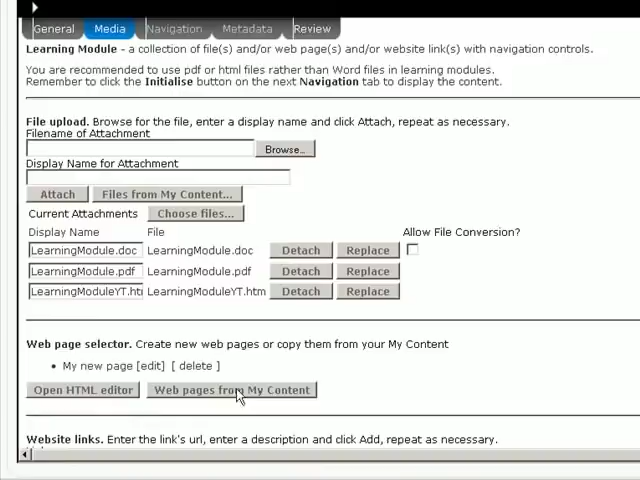 General Media Navigation Metadata Review
Learning Module - a collection of file(s) and/or web page(s) and/or website link(s) with navigation controls.
You are recommended to use pdf or html files rather than Word files in learning modules.
Remember to click the Initialise button on the next Navigation tab to display the content.
File upload. Browse for the file, enter a display name and click Attach, repeat as necessary.
Filename of Attachment
Browse...
Display Name for Attachment
Attach Files from My Content...
Current Attachments Choose files...
Display Name File Allow File Conversion?
LearningModule.doc LearningModule.doc Detach Replace
LearningModule.pdf LearningModule.pdf Detach Replace
LearningModuleYT.htm LearningModuleYT.htm Detach Replace
Web page selector. Create new web pages or copy them from your My Content
• My new page [edit] [ delete ]
Open HTML editor Web pages from My Content
Website links. Enter the link's url, enter a description and click Add, repeat as necessary.